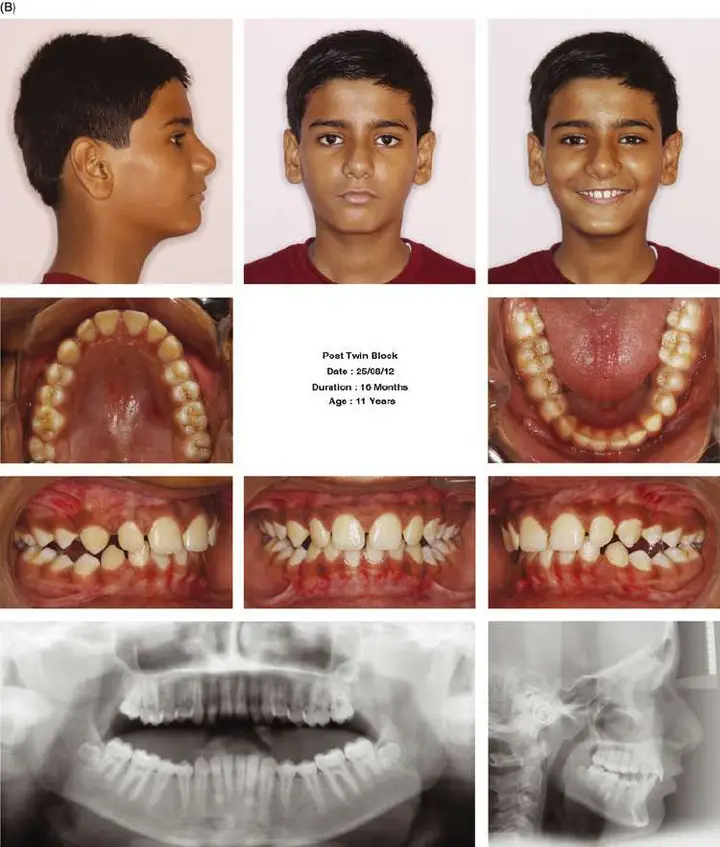 (B)
Post Twin Block
Date : 25/08/12
Duration : 16 Months
Age : 11 Years